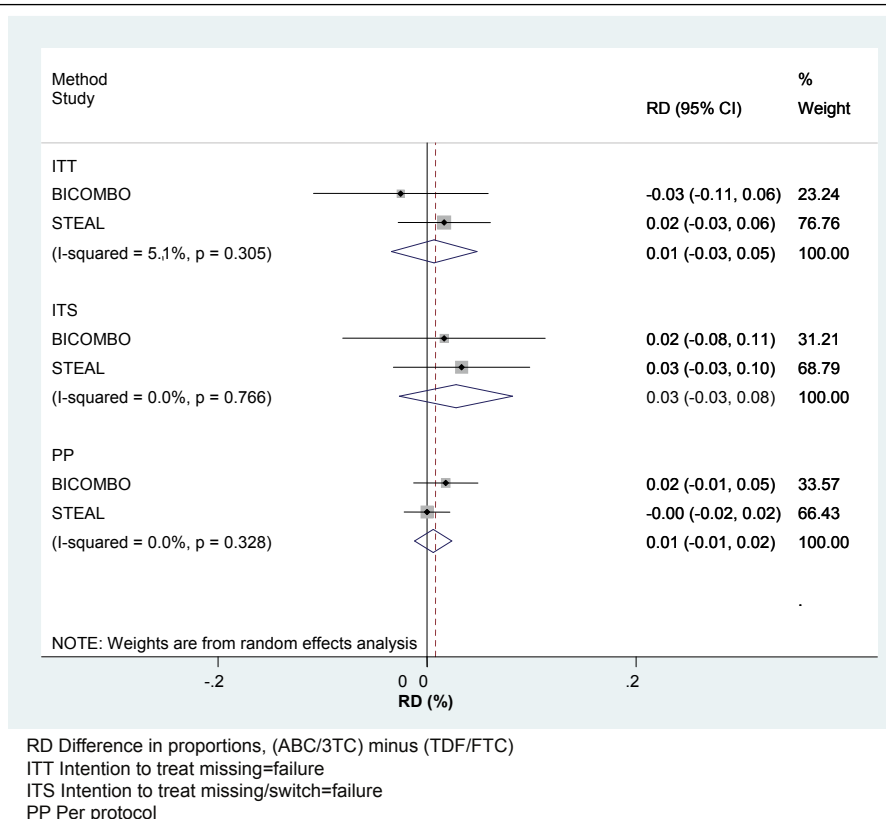 Method %
Study RD (95% CI) Weight
ITT
BICOMBO -0.03 (-0.11, 0.06) 23.24
STEAL 0.02 (-0.03, 0.06) 76.76
(I-squared = 5.1%, p = 0.305) 0.01 (-0.03, 0.05) 100.00
ITS
BICOMBO 0.02 (-0.08, 0.11) 31.21
STEAL 0.03 (-0.03, 0.10) 68.79
(I-squared = 0.0%, p = 0.766) 0.03 (-0.03, 0.08) 100.00
PP
BICOMBO 0.02 (-0.01, 0.05) 33.57
STEAL -0.00 (-0.02, 0.02) 66.43
(I-squared = 0.0%, p = 0.328) 0.01 (-0.01, 0.02) 100.00
.
NOTE: Weights are from random effects analysis
-.2 0 0 .2
RD (%)
RD Difference in proportions, (ABC/3TC) minus (TDF/FTC)
ITT Intention to treat missing=failure
ITS Intention to treat missing/switch=failure
PP Per protocol